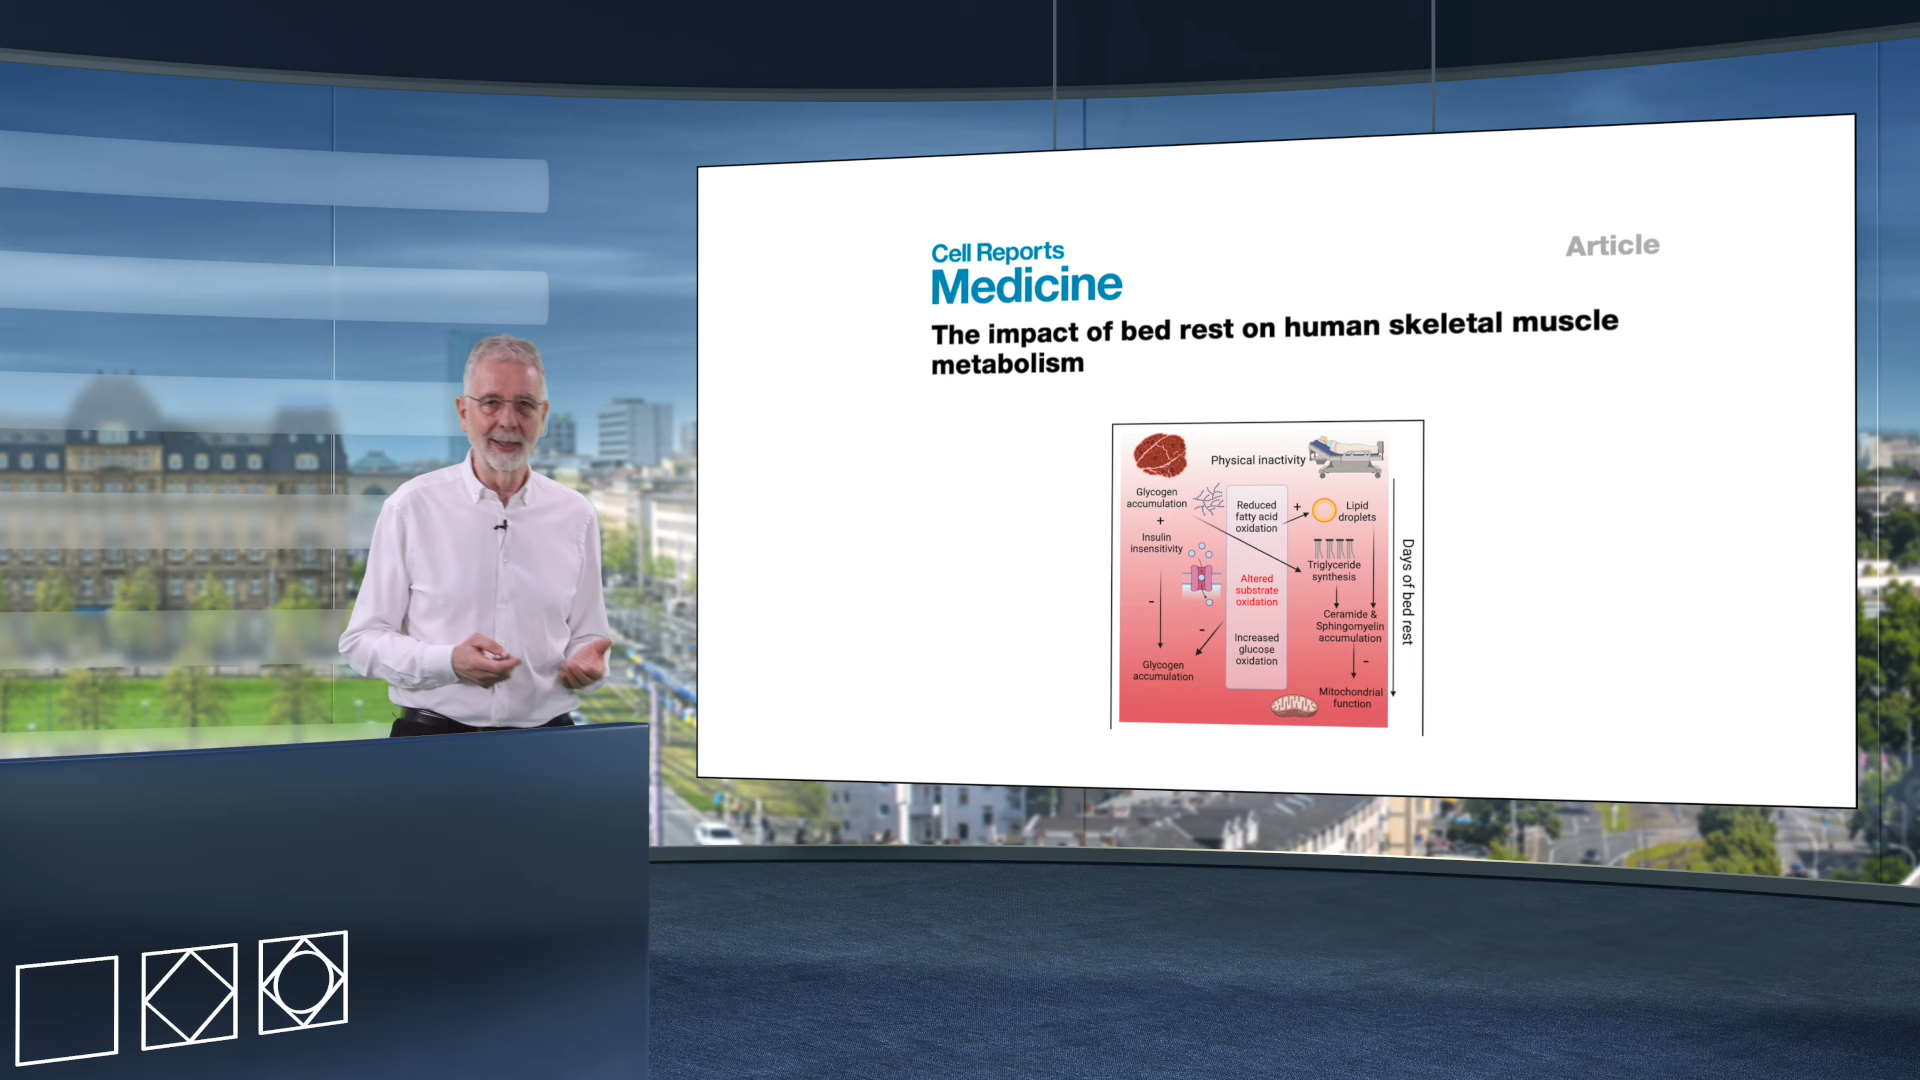 Cell Reports
Medicine
Article
The impact of bed rest on human skeletal muscle
metabolism
Physical inactivity
Glycogen
accumulation
+
Insulin
insensitivity
-
Glycogen
accumulation
Reduced
fatty acid
oxidation
Altered
substrate
oxidation
-
Increased
glucose
oxidation
+
Lipid
droplets
Triglyceride
synthesis
Ceramide &
Sphingomyelin
accumulation
-
Mitochondrial
function
Days of bed rest